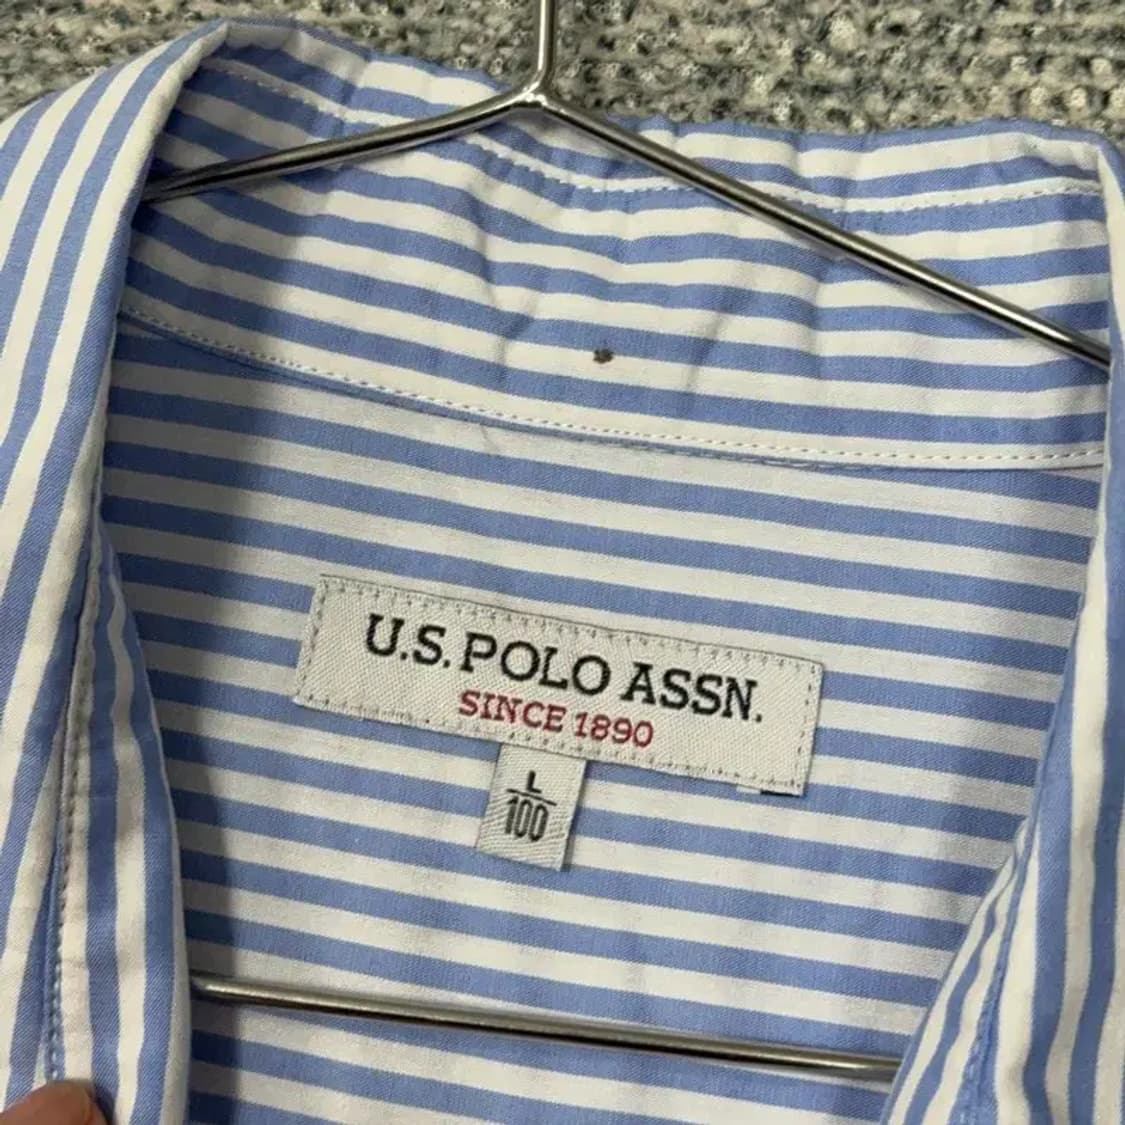 U.S. POLO ASSN.
SINCE 1890
L
100